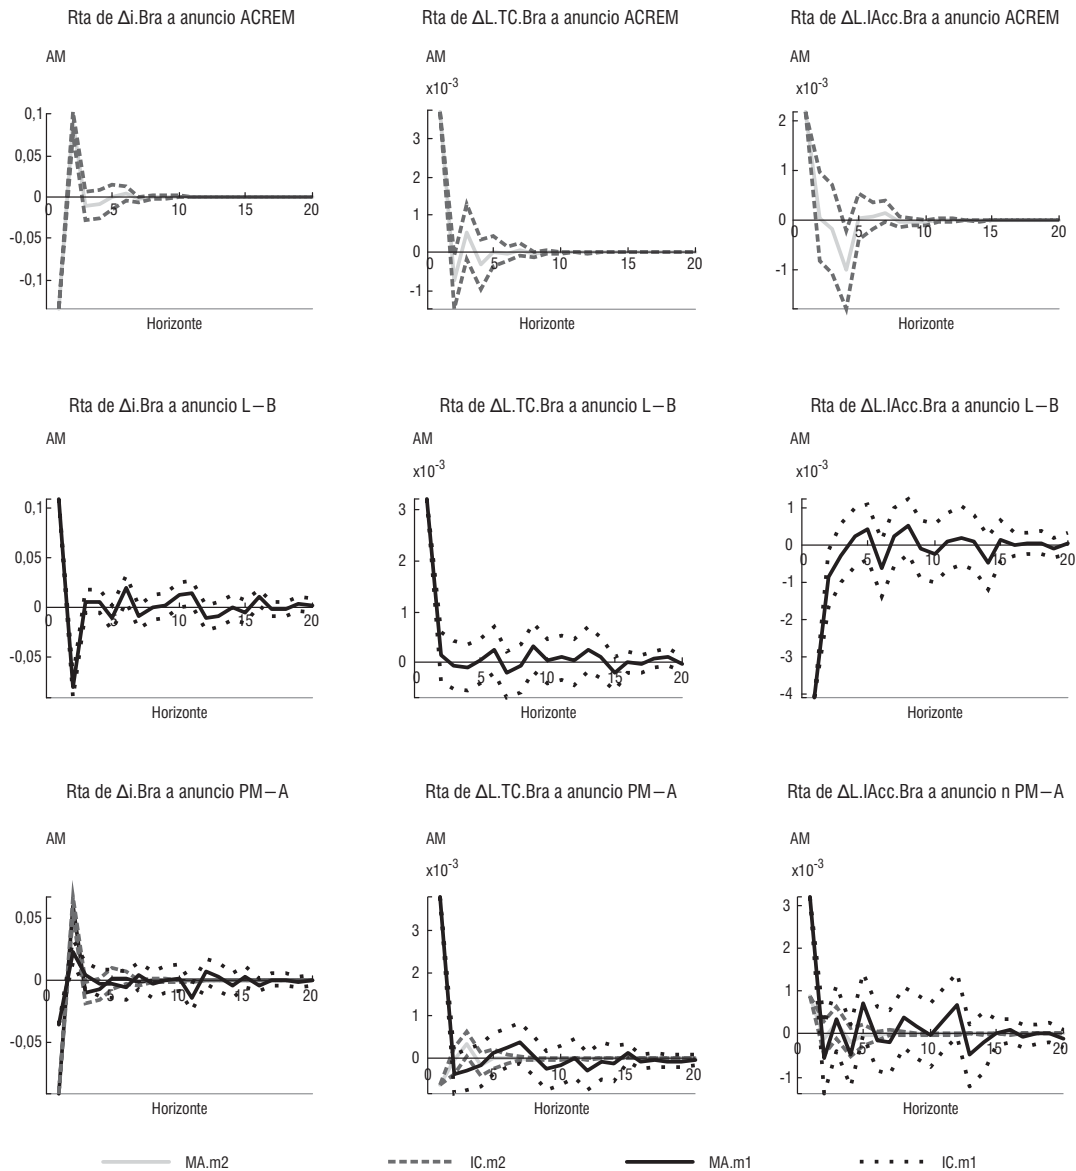 Rta de Δi.Bra a anuncio ACREM
AM
0,1
0,05
0
-0,05
-0,1
0 5 10 15 20
Horizonte
Rta de ΔL.TC.Bra a anuncio ACREM
AM
x10-3
3
2
1
0
-1
0 5 10 15 20
Horizonte
Rta de ΔL.IAcc.Bra a anuncio ACREM
AM
x10-3
2
1
0
-1
0 5 10 15 20
Horizonte
Rta de Δi.Bra a anuncio L–B
AM
0,1
0,05
0
-0,05
0 5 10 15 20
Horizonte
Rta de ΔL.TC.Bra a anuncio L–B
AM
x10-3
3
2
1
0
0 5 10 15 20
Horizonte
Rta de ΔL.IAcc.Bra a anuncio L–B
AM
x10-3
1
0
-1
-2
-3
-4
0 5 10 15 20
Horizonte
Rta de Δi.Bra a anuncio PM–A
AM
0,05
0
-0,05
0 5 10 15 20
Horizonte
Rta de ΔL.TC.Bra a anuncio PM–A
AM
x10-3
3
2
1
0
0 5 10 15 20
Horizonte
Rta de ΔL.IAcc.Bra a anuncio n PM–A
AM
x10-3
3
2
1
0
-1
0 5 10 15 20
Horizonte
MA.m2 IC.m2 MA.m1 IC.m1